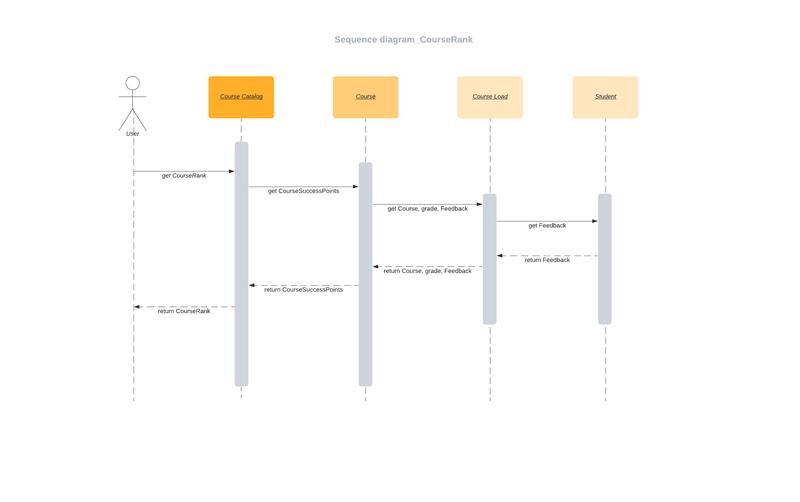 Sequence diagram_CourseRank
Course Catalog
Course
Course Load
Student
User
get CourseRank
get CourseSuccessPoints
get Course, grade, Feedback
get Feedback
return Feedback
return Course, grade, Feedback
return CourseSuccessPoints
return CourseRank